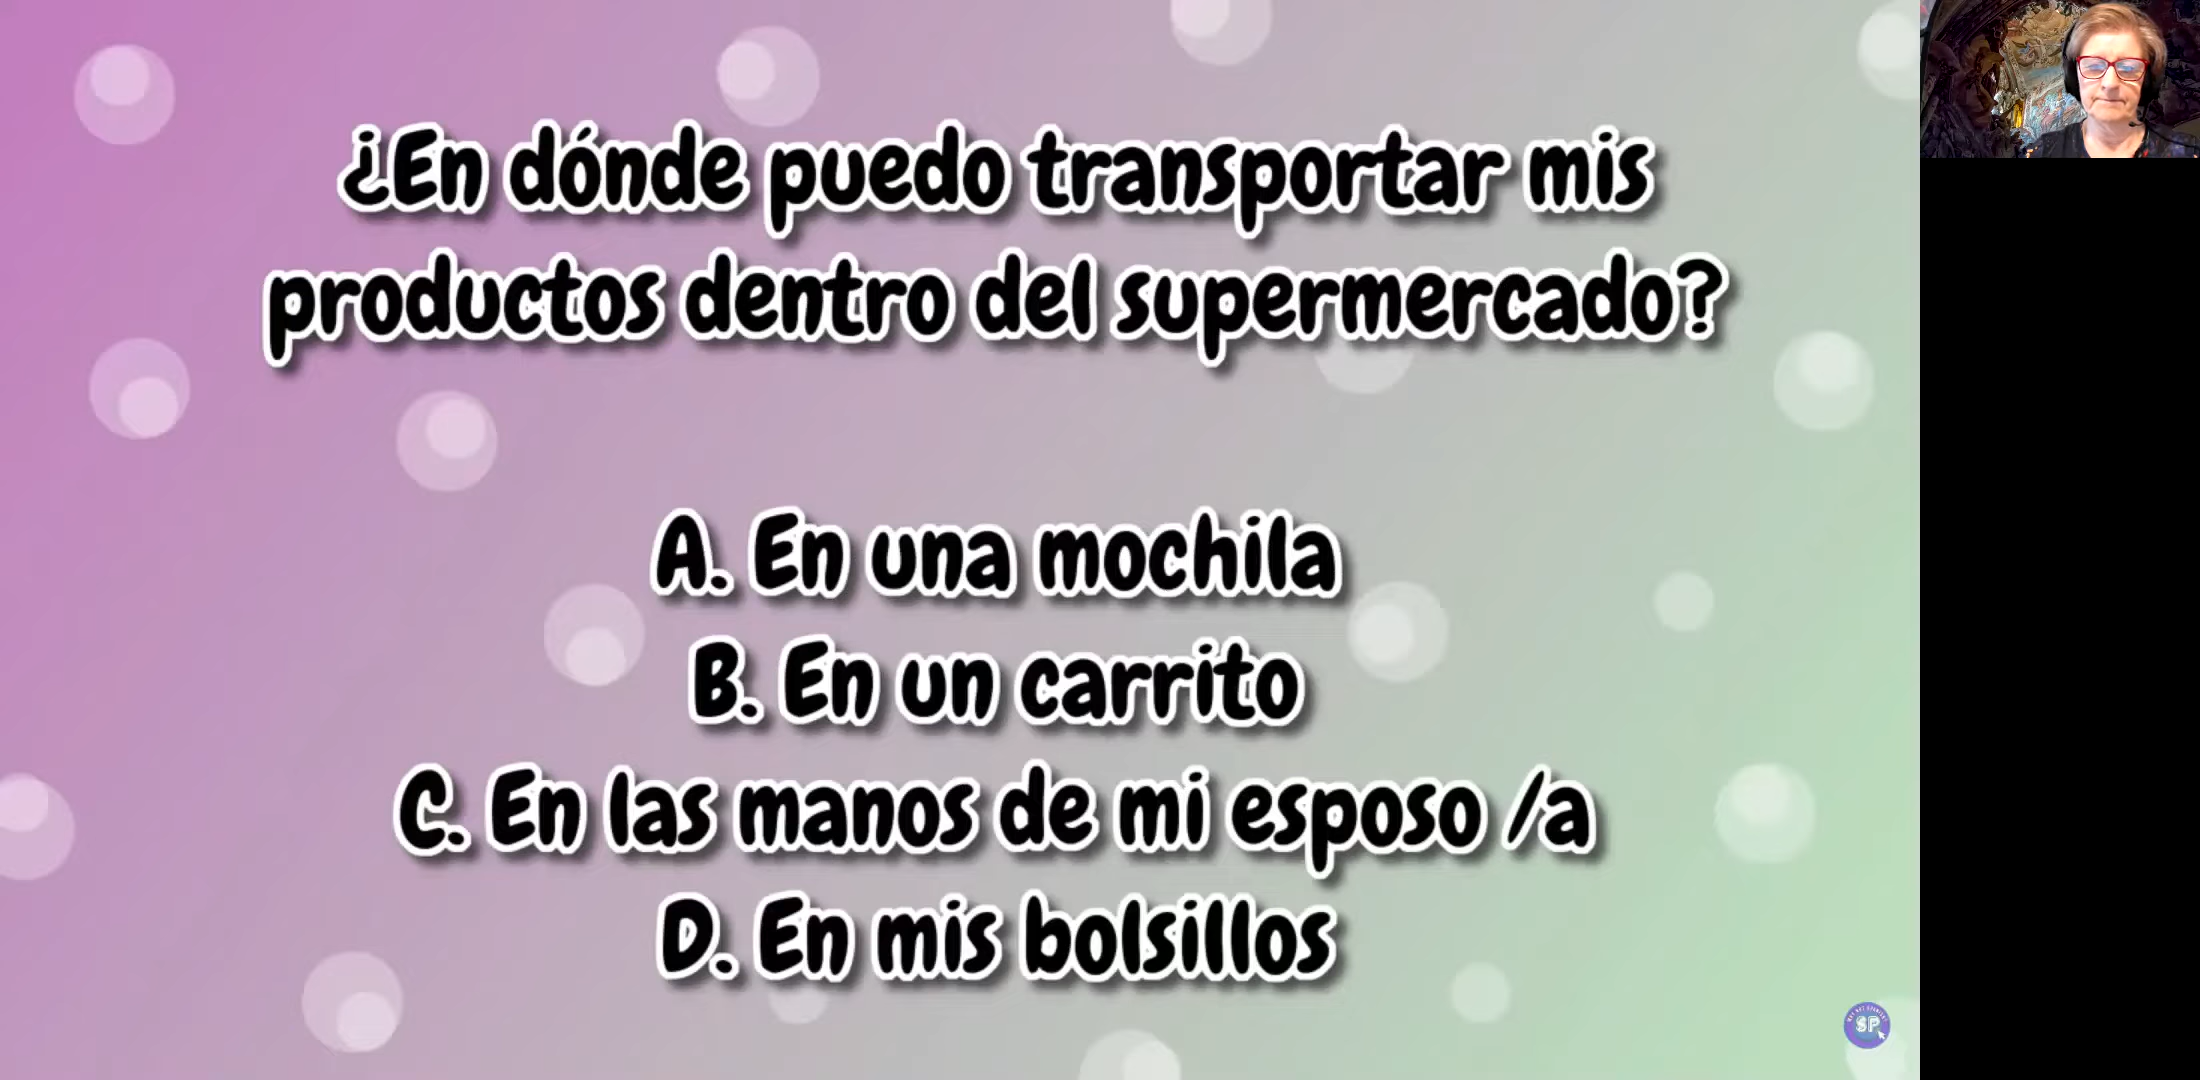 ¿En dónde puedo transportar mis
productos dentro del supermercado?
A. En una mochila
B. En un carrito
C. En las manos de mi esposo /a
D. En mis bolsillos
SP